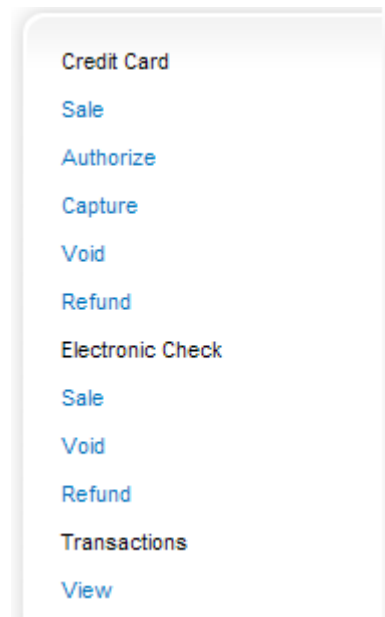 Credit Card
Sale
Authorize
Capture
Void
Refund
Electronic Check
Sale
Void
Refund
Transactions
View